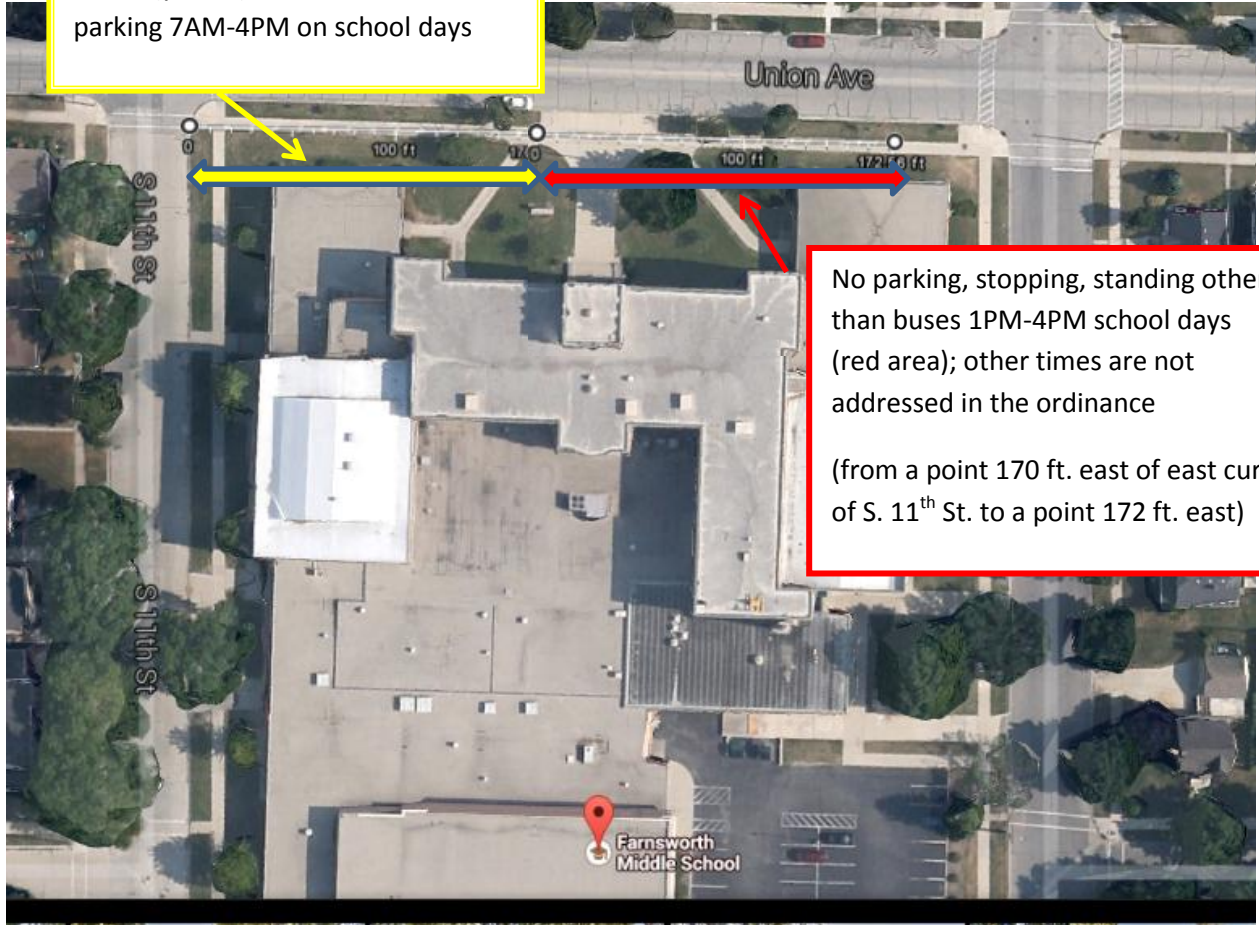 parking 7AM-4PM on school days
Union Ave
0
100 ft
100 ft
S 11th St
No parking, stopping, standing othe
than buses 1PM-4PM school days
(red area); other times are not
addressed in the ordinance
(from a point 170 ft. east of east cur
of S. 11th St. to a point 172 ft. east)
S 11th St
Farnsworth
Middle School